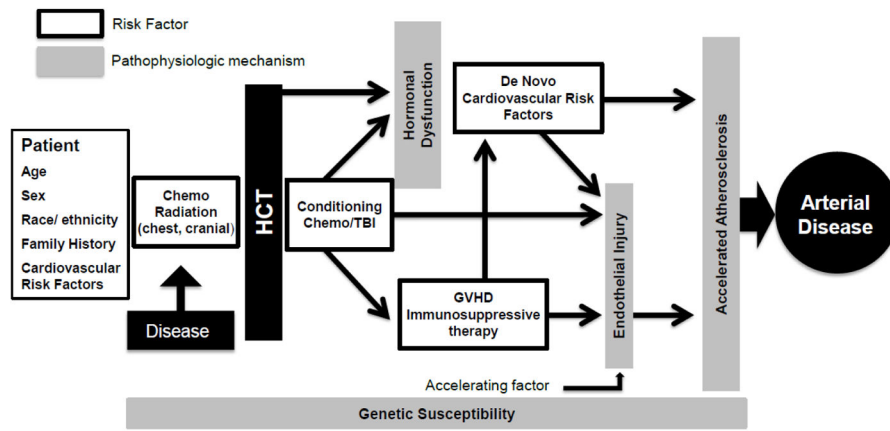 Risk Factor
Pathophysiologic mechanism
Patient
Age
Sex
Race/ ethnicity
Family History
Cardiovascular
Risk Factors
Chemo
Radiation
(chest, cranial)
Disease
HCT
Conditioning
Chemo/TBI
Hormonal
Dysfunction
De Novo
Cardiovascular Risk
Factors
GVHD
Immunosuppressive
therapy
Endothelial Injury
Accelerating factor
Accelerated Atherosclerosis
Arterial
Disease
Genetic Susceptibility